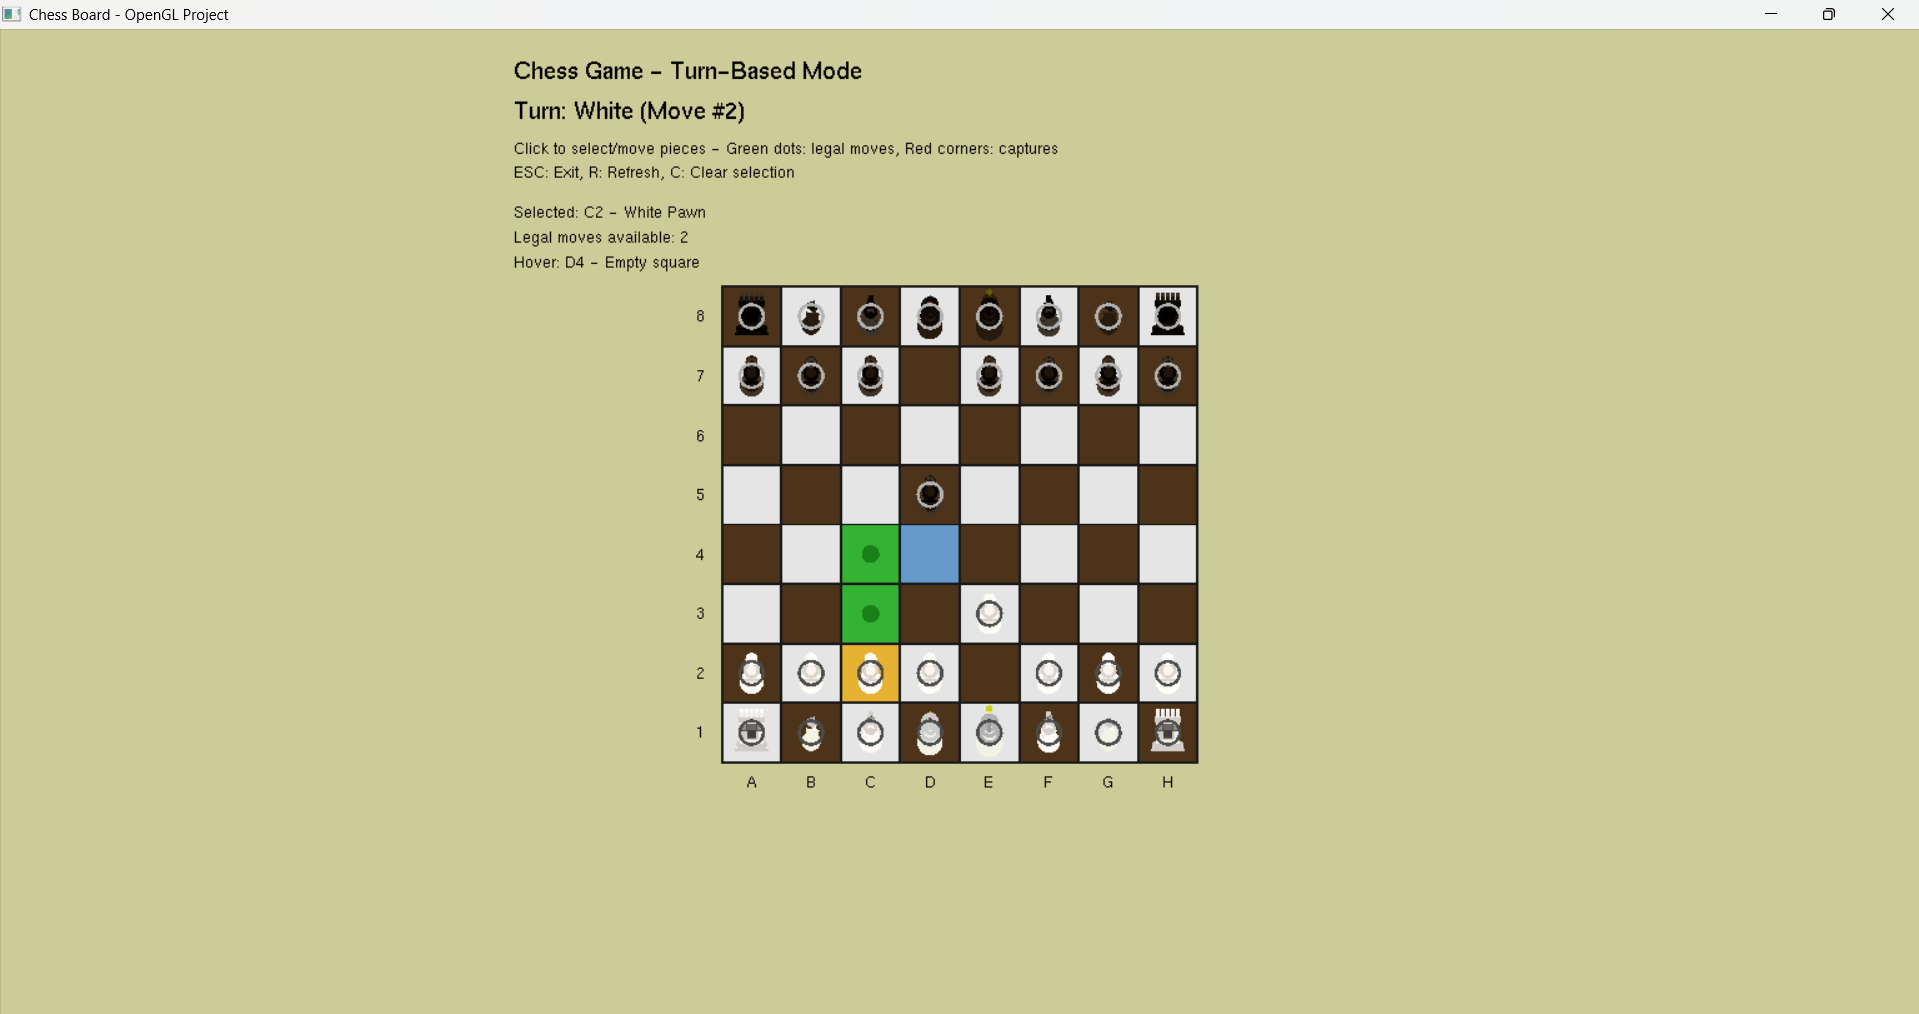 Chess Board - OpenGL Project
Chess Game - Turn-Based Mode
Turn: White (Move #2)
Click to select/move pieces - Green dots: legal moves, Red corners: captures
ESC: Exit, R: Refresh, C: Clear selection
Selected: C2 - White Pawn
Legal moves available: 2
Hover: D4 - Empty square
8
7
6
5
4
3
2
1
A B C D E F G H